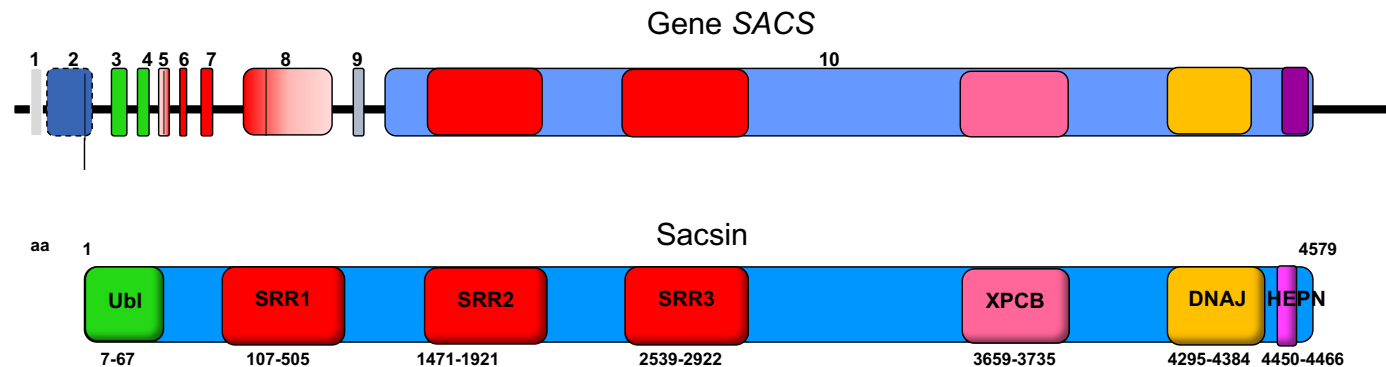 Gene SACS
1 2 3 4 5 6 7 8 9 10
Sacsin
aa 1 4579
Ubl SRR1 SRR2 SRR3 XPCB DNAJ HEPN
7-67 107-505 1471-1921 2539-2922 3659-3735 4295-4384 4450-4466